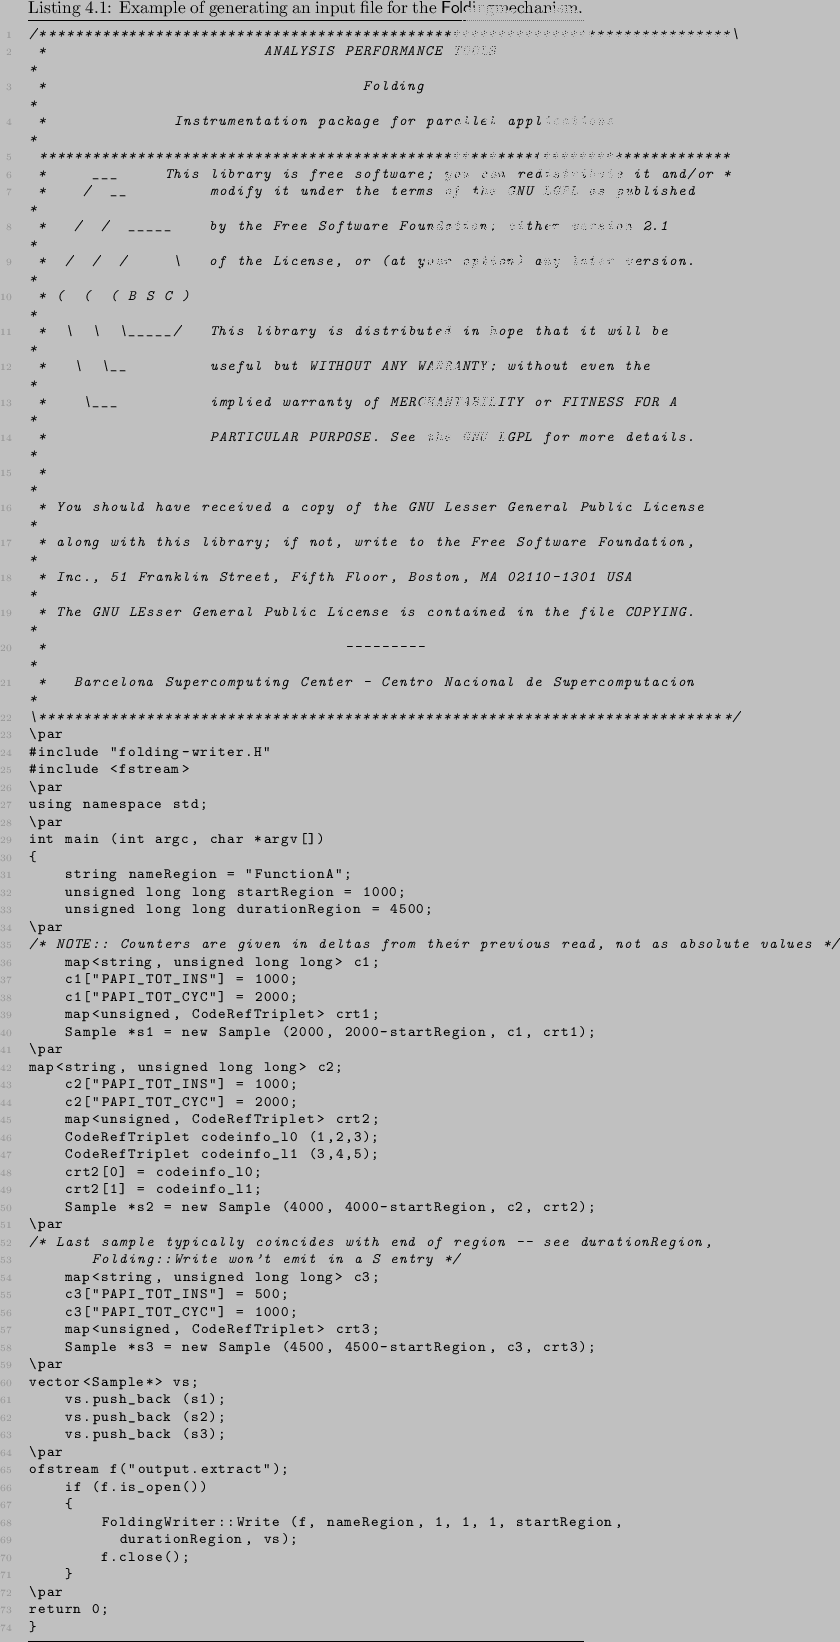 Listing 4.1: Example of generating an input file for the Foldingmechanism.
1 /*****************************************************************************\
2  *                        ANALYSIS PERFORMANCE TOOLS
*
3  *                                   Folding
*
4  *              Instrumentation package for parallel applications
*
5  *****************************************************************************
6  *     ___     This library is free software; you can redistribute it and/or *
7  *    /  __         modify it under the terms of the GNU LGPL as published
*
8  *   /  /  _____    by the Free Software Foundation; either version 2.1
*
9  *  /  /  /     \   of the License, or (at your option) any later version.
*
10  * (  (  ( B S C )
*
11  *  \  \  \_____/   This library is distributed in hope that it will be
*
12  *   \  \__         useful but WITHOUT ANY WARRANTY; without even the
*
13  *    \___          implied warranty of MERCHANTABILITY or FITNESS FOR A
*
14  *                  PARTICULAR PURPOSE. See the GNU LGPL for more details.
*
15  *
*
16  * You should have received a copy of the GNU Lesser General Public License
*
17  * along with this library; if not, write to the Free Software Foundation,
*
18  * Inc., 51 Franklin Street, Fifth Floor, Boston, MA 02110-1301 USA
*
19  * The GNU LEsser General Public License is contained in the file COPYING.
*
20  *                                 ---------
*
21  *   Barcelona Supercomputing Center - Centro Nacional de Supercomputacion
*
22 \*****************************************************************************/
23 \par
24 #include "folding-writer.H"
25 #include <fstream>
26 \par
27 using namespace std;
28 \par
29 int main (int argc, char *argv[])
30 {
31     string nameRegion = "FunctionA";
32     unsigned long long startRegion = 1000;
33     unsigned long long durationRegion = 4500;
34 \par
35 /* NOTE:: Counters are given in deltas from their previous read, not as absolute values */
36     map<string, unsigned long long> c1;
37     c1["PAPI_TOT_INS"] = 1000;
38     c1["PAPI_TOT_CYC"] = 2000;
39     map<unsigned, CodeRefTriplet> crt1;
40     Sample *s1 = new Sample (2000, 2000-startRegion, c1, crt1);
41 \par
42 map<string, unsigned long long> c2;
43     c2["PAPI_TOT_INS"] = 1000;
44     c2["PAPI_TOT_CYC"] = 2000;
45     map<unsigned, CodeRefTriplet> crt2;
46     CodeRefTriplet codeinfo_l0 (1,2,3);
47     CodeRefTriplet codeinfo_l1 (3,4,5);
48     crt2[0] = codeinfo_l0;
49     crt2[1] = codeinfo_l1;
50     Sample *s2 = new Sample (4000, 4000-startRegion, c2, crt2);
51 \par
52 /* Last sample typically coincides with end of region -- see durationRegion,
53        Folding::Write won't emit in a S entry */
54     map<string, unsigned long long> c3;
55     c3["PAPI_TOT_INS"] = 500;
56     c3["PAPI_TOT_CYC"] = 1000;
57     map<unsigned, CodeRefTriplet> crt3;
58     Sample *s3 = new Sample (4500, 4500-startRegion, c3, crt3);
59 \par
60 vector<Sample*> vs;
61     vs.push_back (s1);
62     vs.push_back (s2);
63     vs.push_back (s3);
64 \par
65 ofstream f("output.extract");
66     if (f.is_open())
67     {
68         FoldingWriter::Write (f, nameRegion, 1, 1, 1, startRegion,
69           durationRegion, vs);
70         f.close();
71     }
72 \par
73 return 0;
74 }